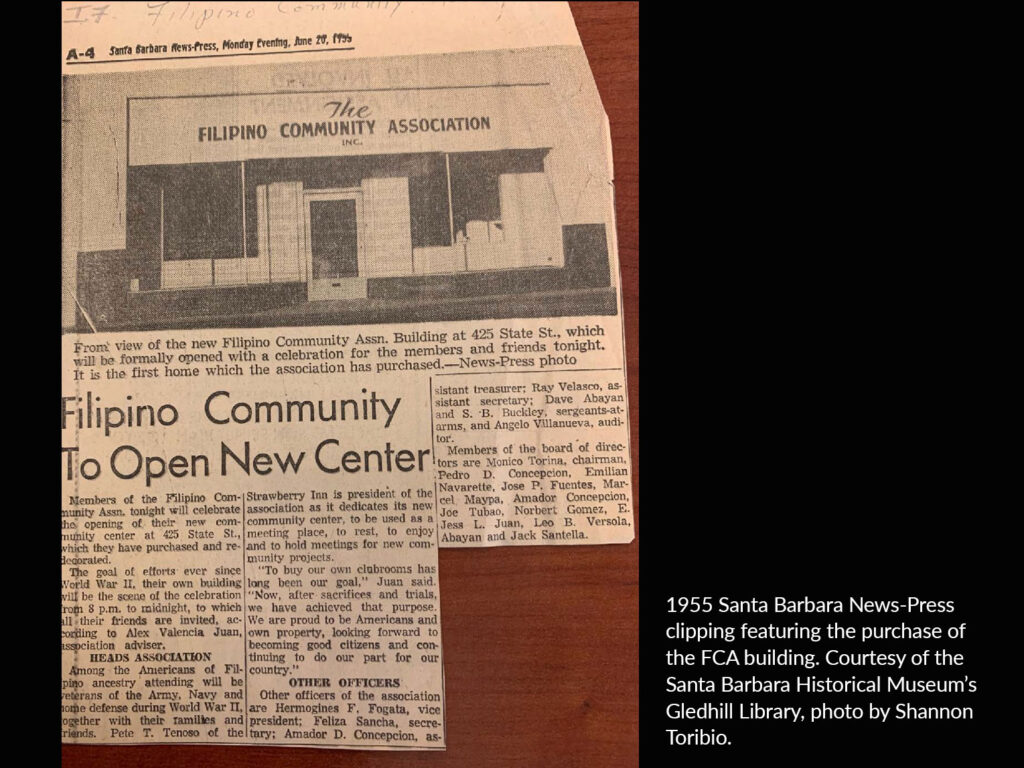 I7 Filipino Community
A-4 Santa Barbara News-Press, Monday Evening, June 20, 1955
The
FILIPINO COMMUNITY ASSOCIATION
INC.
From view of the new Filipino Community Assn. Building at 425 State St., which
will be formally opened with a celebration for the members and friends tonight.
It is the first home which the association has purchased.—News-Press photo
Filipino Community
To Open New Center
Members of the Filipino Com-
munity Assn. tonight will celebrate
the opening of their new com-
munity center at 425 State St.,
which they have purchased and re-
decorated.
The goal of efforts ever since
World War II, their own building
will be the scene of the celebration
from 8 p.m. to midnight, to which
all their friends are invited, ac-
cording to Alex Valencia Juan,
association adviser.
HEADS ASSOCIATION
Among the Americans of Fil-
pino ancestry attending will be
veterans of the Army, Navy and
home defense during World War II,
together with their families and
friends. Pete T. Tenoso of the
Strawberry Inn is president of the
association as it dedicates its new
community center, to be used as a
meeting place, to rest, to enjoy
and to hold meetings for new com-
munity projects.
"To buy our own clubrooms has
long been our goal," Juan said.
"Now, after sacrifices and trials,
we have achieved that purpose.
We are proud to be Americans and
own property, looking forward to
becoming good citizens and con-
tinuing to do our part for our
country."
OTHER OFFICERS
Other officers of the association
are Hermogines F. Fogata, vice
president; Feliza Sancha, secre-
tary; Amador D. Concepcion, as-
sistant treasurer; Ray Velasco, as-
sistant secretary; Dave Abayan
and S. B. Buckley, sergeants-at-
arms, and Angelo Villanueva, audi-
tor.
Members of the board of direc-
tors are Monico Torina, chairman,
Pedro D. Concepcion, Emilian
Navarette, Jose P. Fuentes, Mar-
cel Maypa, Amador Concepcion,
Joe Tubao, Norbert Gomez, E.
Jess L. Juan, Leo B. Versola,
Abayan and Jack Santella.
1955 Santa Barbara News-Press
clipping featuring the purchase of
the FCA building. Courtesy of the
Santa Barbara Historical Museum's
Gledhill Library, photo by Shannon
Toribio.